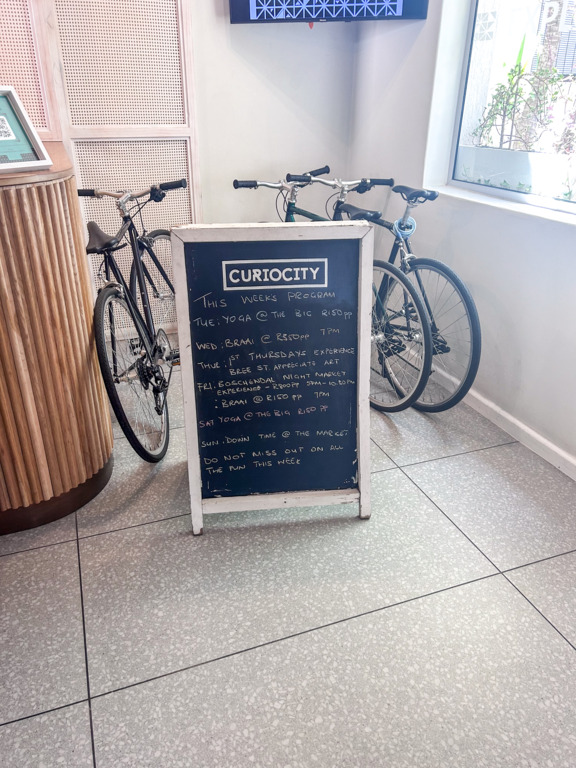 CURIOCITY
THIS WEEKS PROGRAM
TUE: YOGA @ THE BIG R150pp
WED: BRAAI @ R350pp 7PM
THUR: 1ST THURSDAYS EXPERIENCE
BREE ST. APPRECIATE ART
FRI. BOSCHENDAL NIGHT MARKET
EXPERIENCE - R800PP 5PM-10.30PM
: BRAAI @ R150 PP 7PM
SAT YOGA @ THE BIG R150 PP
SUN: DOWN TIME @ THE MARKET
DO NOT MISS OUT ON ALL
THE FUN THIS WEEK